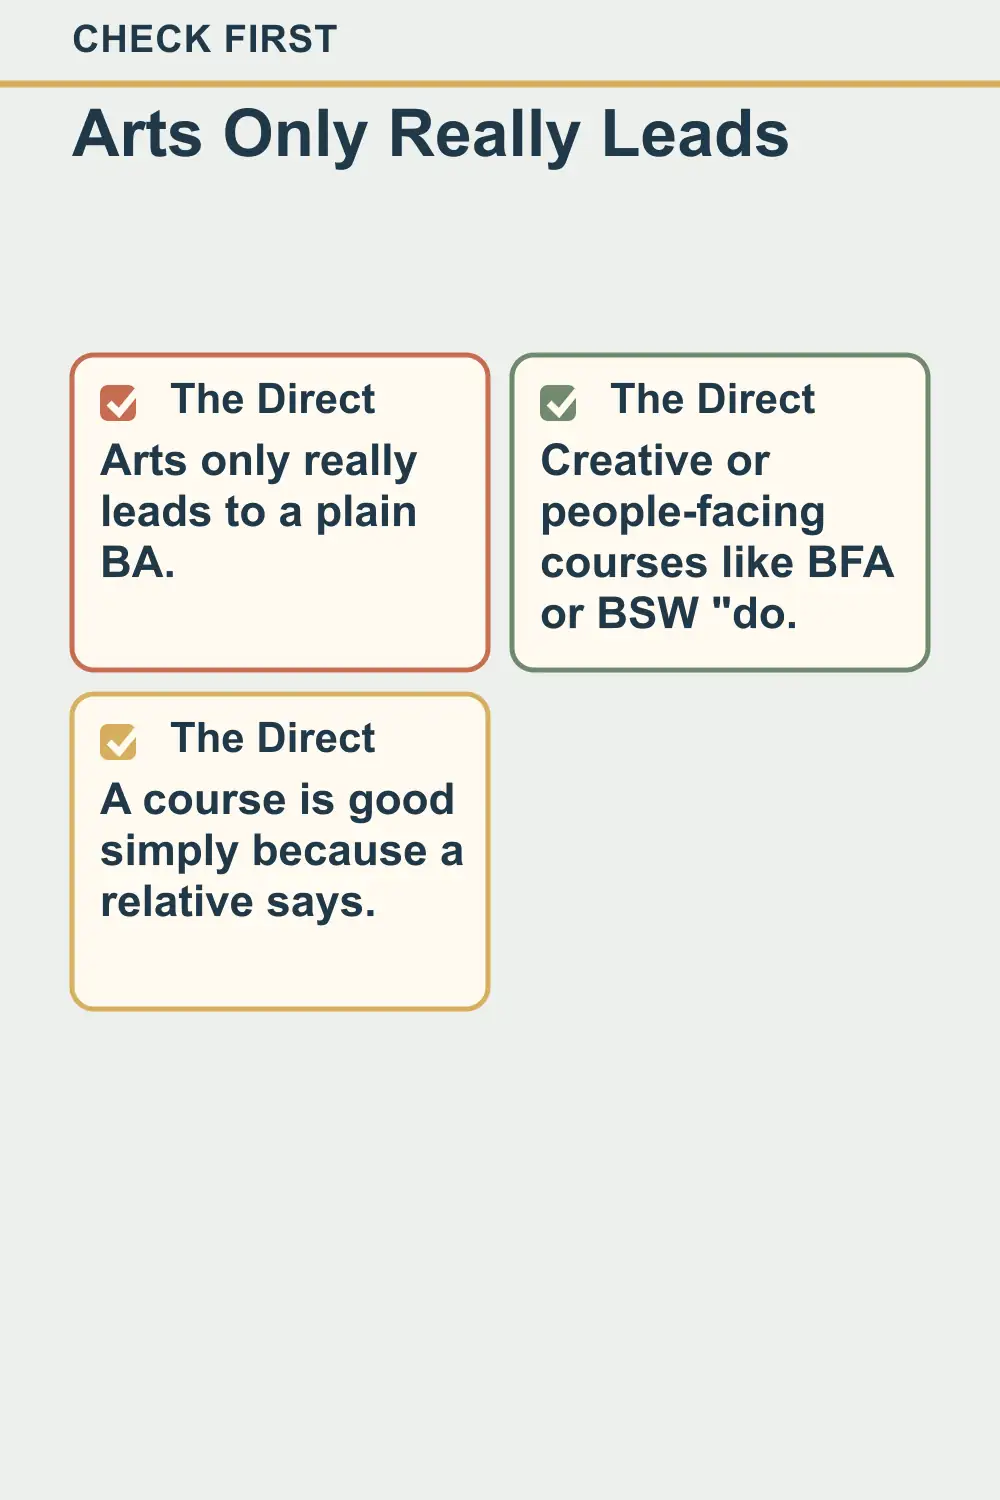 CHECK FIRST
Arts Only Really Leads
The Direct
Arts only really
leads to a plain
BA.
The Direct
Creative or
people-facing
courses like BFA
or BSW "do.
The Direct
A course is good
simply because a
relative says.